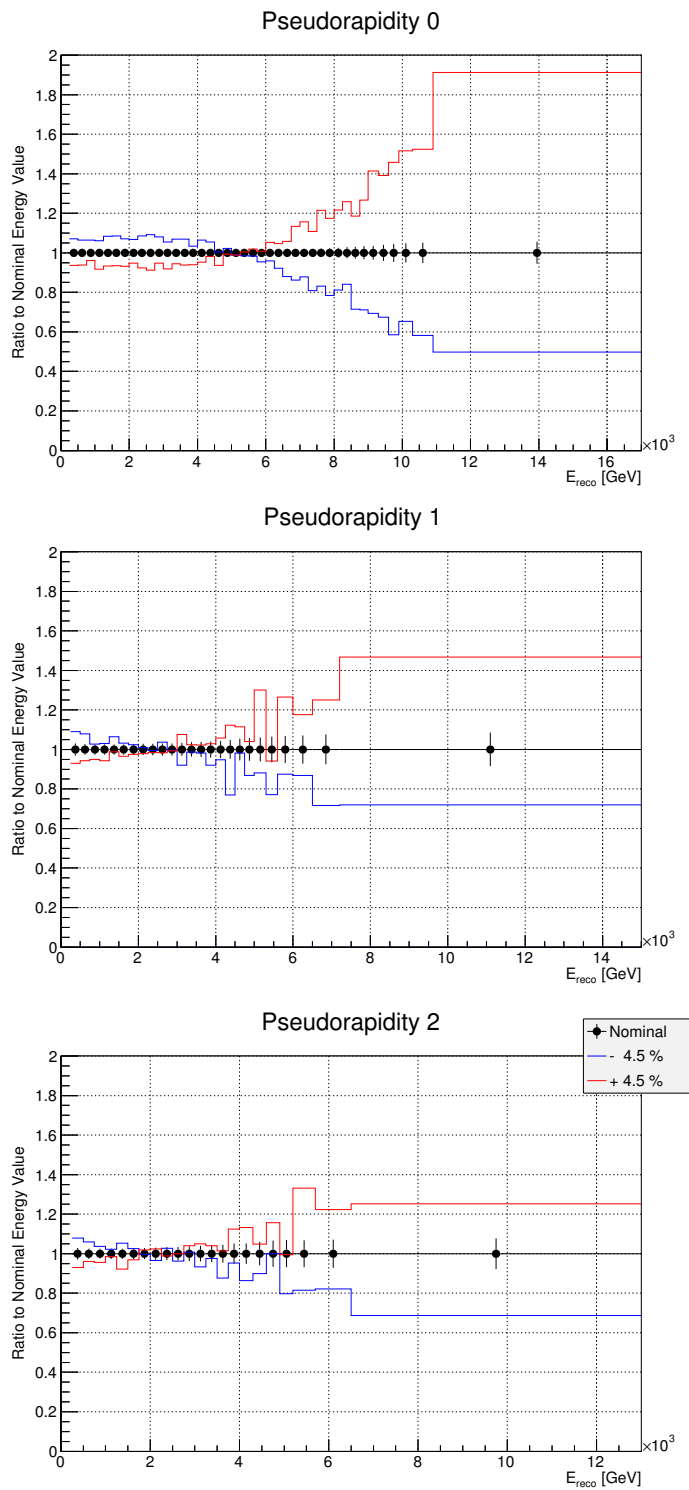 Pseudorapidity 0
Ratio to Nominal Energy Value
2
1.8
1.6
1.4
1.2
1
0.8
0.6
0.4
0.2
0
0 2 4 6 8 10 12 14 16
×10³
E_reco [GeV]
Pseudorapidity 1
Ratio to Nominal Energy Value
2
1.8
1.6
1.4
1.2
1
0.8
0.6
0.4
0.2
0
0 2 4 6 8 10 12 14
×10³
E_reco [GeV]
Pseudorapidity 2
Nominal
- 4.5 %
+ 4.5 %
Ratio to Nominal Energy Value
2
1.8
1.6
1.4
1.2
1
0.8
0.6
0.4
0.2
0
0 2 4 6 8 10 12
×10³
E_reco [GeV]